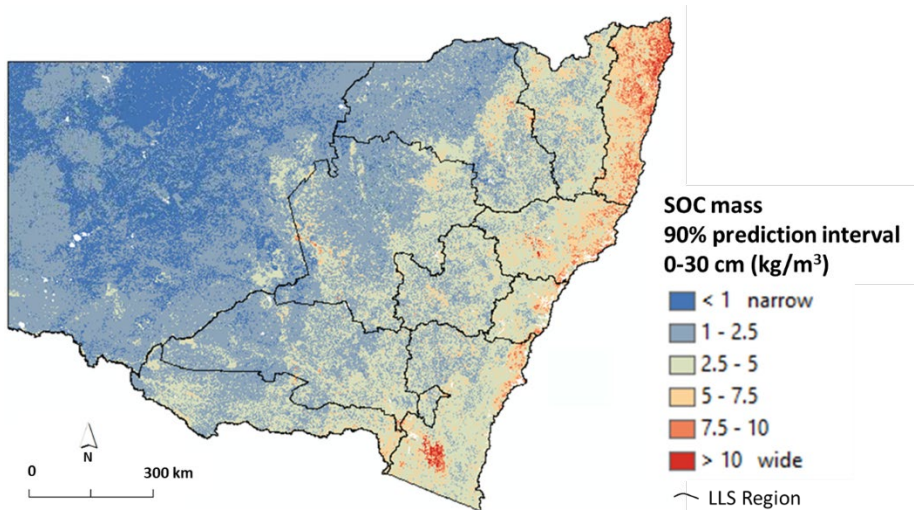 SOC mass
90% prediction interval
0-30 cm (kg/m³)
< 1 narrow
1 - 2.5
2.5 - 5
5 - 7.5
7.5 - 10
> 10 wide
LLS Region
N
0 300 km